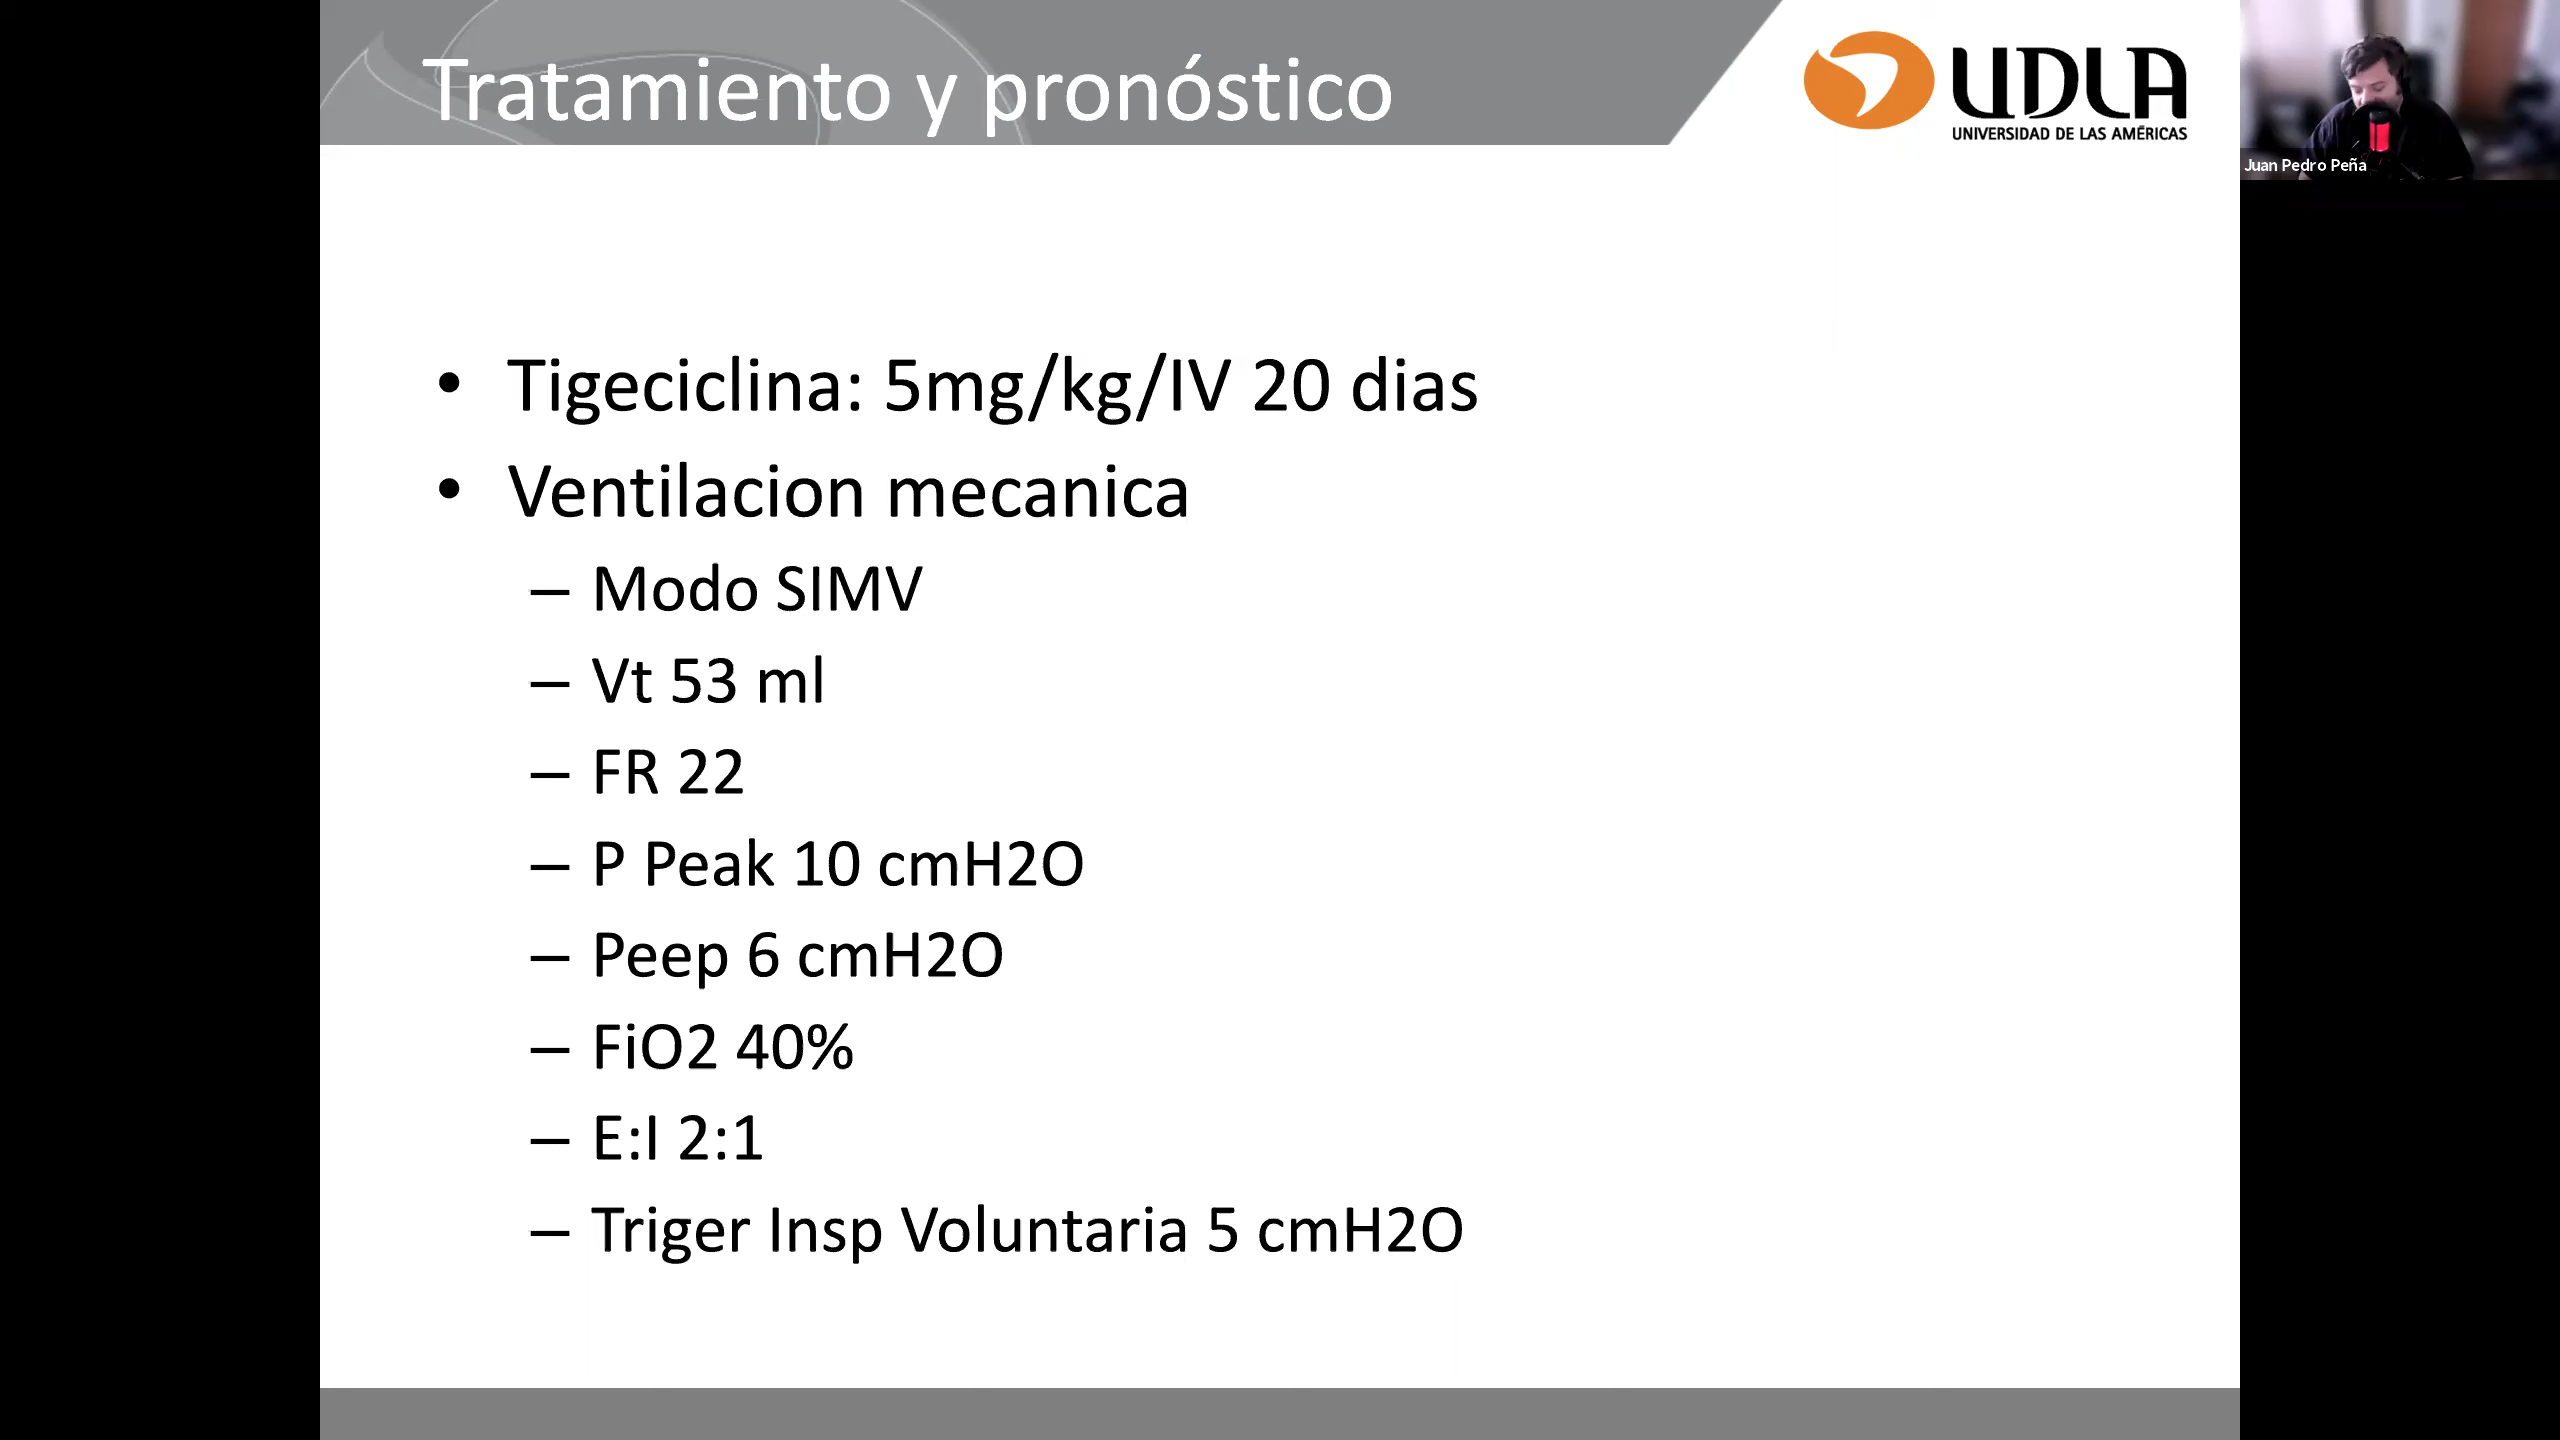 Tratamiento y pronóstico
UDLA
UNIVERSIDAD DE LAS AMÉRICAS
Juan Pedro Peña
• Tigeciclina: 5mg/kg/IV 20 dias
• Ventilacion mecanica
– Modo SIMV
– Vt 53 ml
– FR 22
– P Peak 10 cmH2O
– Peep 6 cmH2O
– FiO2 40%
– E:I 2:1
– Triger Insp Voluntaria 5 cmH2O